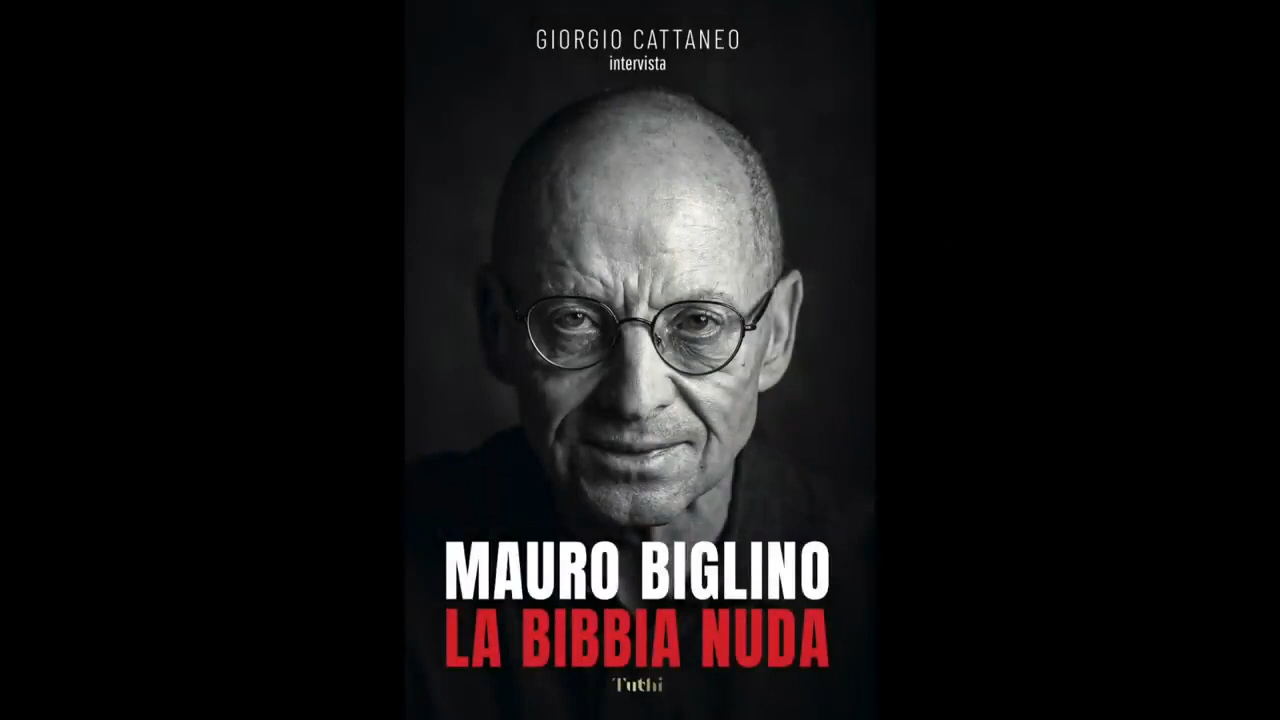 GIORGIO CATTANEO
intervista
MAURO BIGLINO
LA BIBBIA NUDA
Tuthi